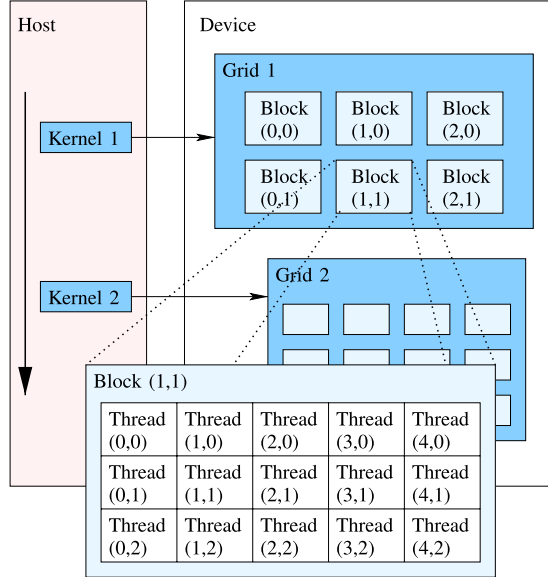 Host
Device
Grid 1
Block Block Block
(0,0) (1,0) (2,0)
Kernel 1
Block Block Block
(0,1) (1,1) (2,1)
Grid 2
Kernel 2
Block (1,1)
Thread Thread Thread Thread Thread
(0,0) (1,0) (2,0) (3,0) (4,0)
Thread Thread Thread Thread Thread
(0,1) (1,1) (2,1) (3,1) (4,1)
Thread Thread Thread Thread Thread
(0,2) (1,2) (2,2) (3,2) (4,2)